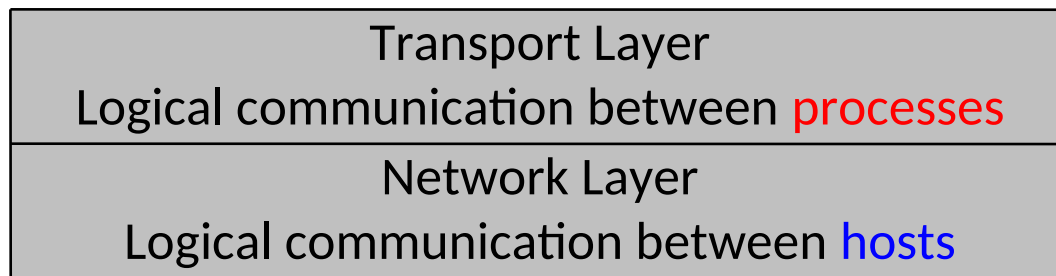 Transport Layer
Logical communication between processes
Network Layer
Logical communication between hosts